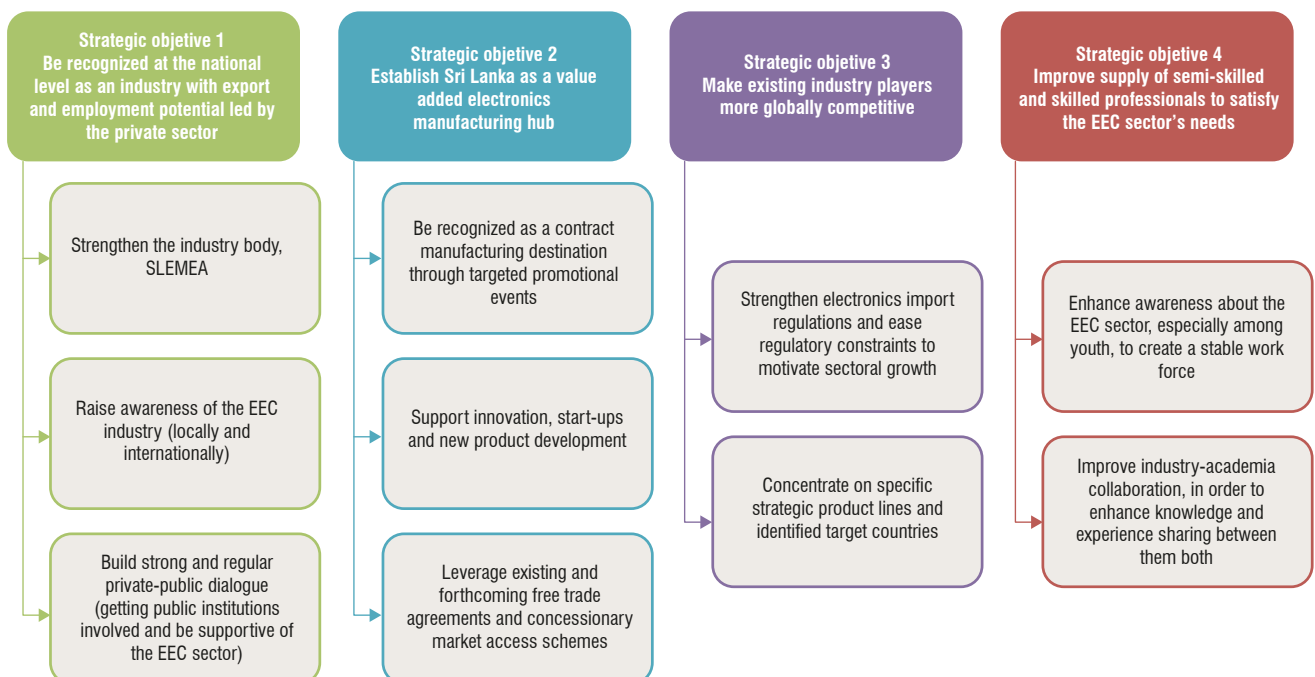 Strategic objetive 1
Be recognized at the national
level as an industry with export
and employment potential led by
the private sector
Strengthen the industry body,
SLEMEA
Raise awareness of the EEC
industry (locally and
internationally)
Build strong and regular
private-public dialogue
(getting public institutions
involved and be supportive of
the EEC sector)
Strategic objetive 2
Establish Sri Lanka as a value
added electronics
manufacturing hub
Be recognized as a contract
manufacturing destination
through targeted promotional
events
Support innovation, start-ups
and new product development
Leverage existing and
forthcoming free trade
agreements and concessionary
market access schemes
Strategic objetive 3
Make existing industry players
more globally competitive
Strengthen electronics import
regulations and ease
regulatory constraints to
motivate sectoral growth
Concentrate on specific
strategic product lines and
identified target countries
Strategic objetive 4
Improve supply of semi-skilled
and skilled professionals to satisfy
the EEC sector's needs
Enhance awareness about the
EEC sector, especially among
youth, to create a stable work
force
Improve industry-academia
collaboration, in order to
enhance knowledge and
experience sharing between
them both